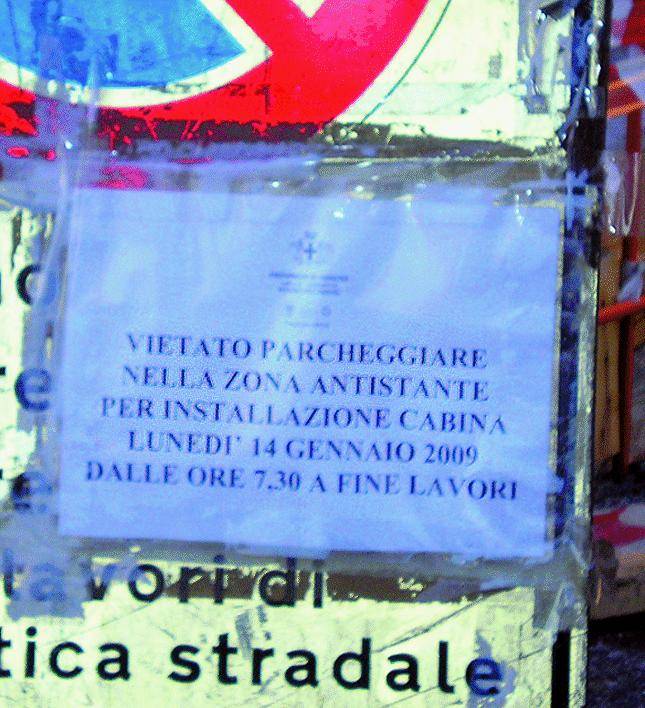 VIETATO PARCHEGGIARE
NELLA ZONA ANTISTANTE
PER INSTALLAZIONE CABINA
LUNEDI' 14 GENNAIO 2009
DALLE ORE 7.30 A FINE LAVORI
re
lavori di
tica stradale